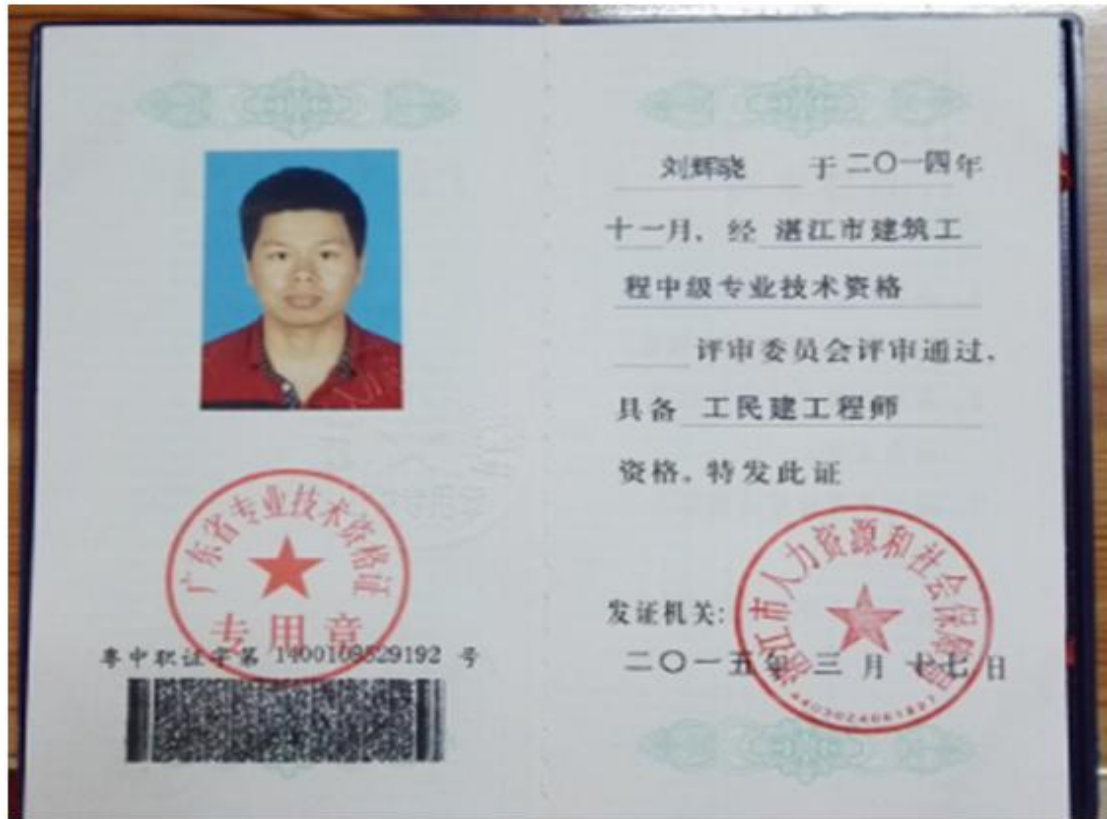 广东省专业技术资格证
专用章
粤中职证字第 1400109529192 号
刘辉晓 于二〇一四年
十一月，经 湛江市建筑工
程中级专业技术资格
评审委员会评审通过，
具备 工民建工程师
资格。特发此证
湛江市人力资源和社会保障局
发证机关:
二〇一五年 三 月 十七日